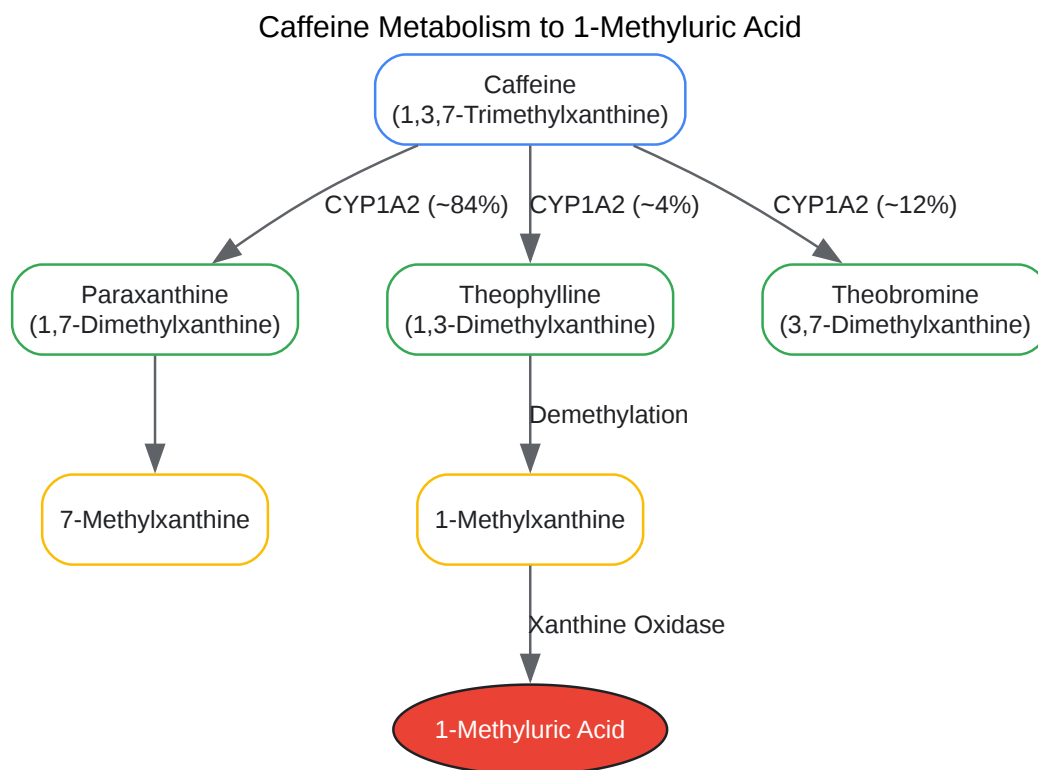 Caffeine Metabolism to 1-Methyluric Acid
Caffeine
(1,3,7-Trimethylxanthine)
CYP1A2 (~84%)
CYP1A2 (~4%)
CYP1A2 (~12%)
Paraxanthine
(1,7-Dimethylxanthine)
Theophylline
(1,3-Dimethylxanthine)
Theobromine
(3,7-Dimethylxanthine)
Demethylation
7-Methylxanthine
1-Methylxanthine
Xanthine Oxidase
1-Methyluric Acid